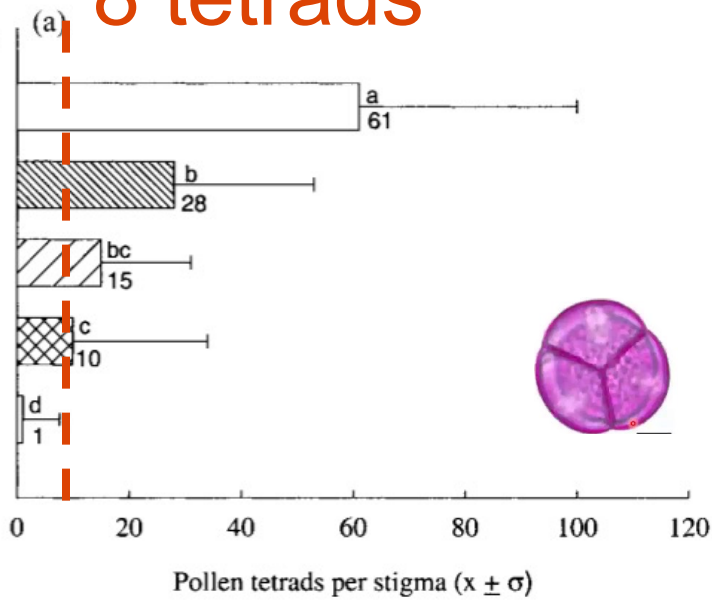 8 tetrads
(a)
a
61
b
28
bc
15
c
10
d
1
0 20 40 60 80 100 120
Pollen tetrads per stigma (x ± σ)